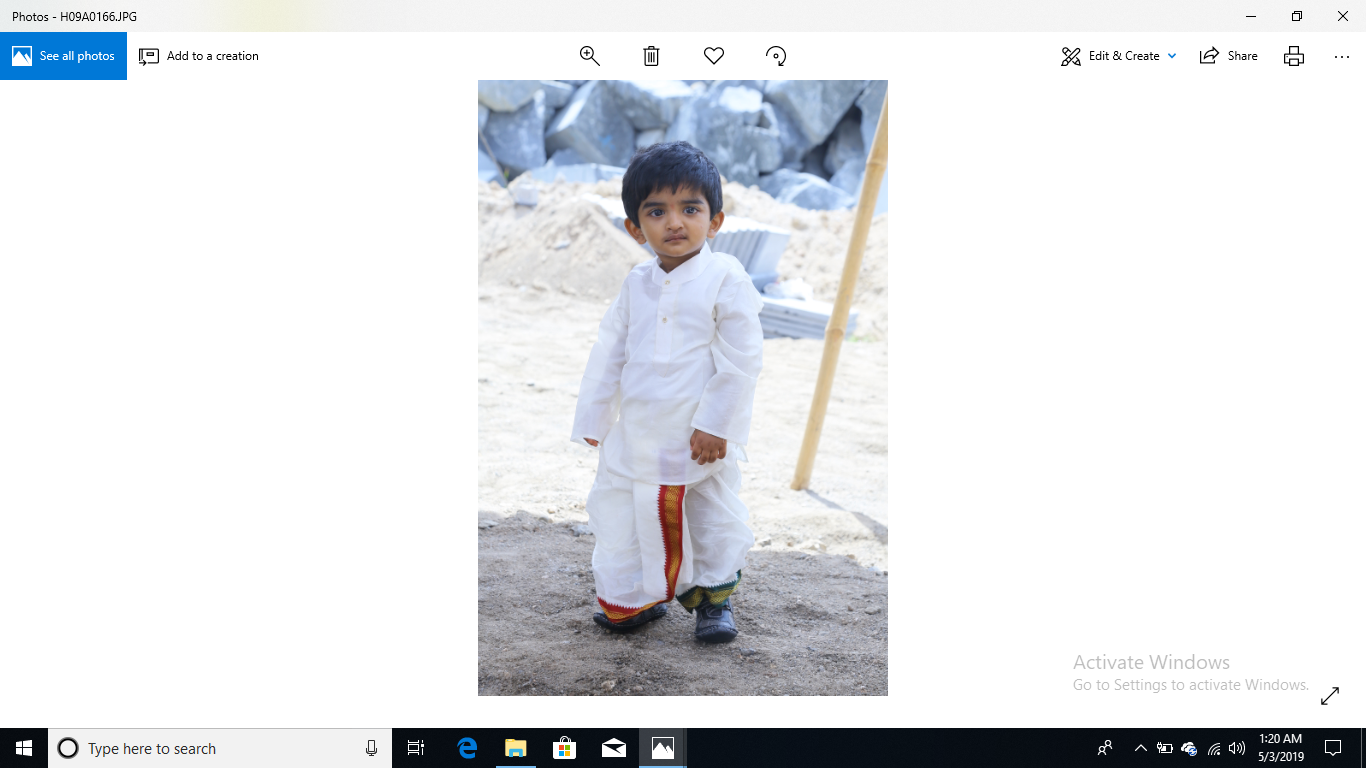 Photos - H09A0166.JPG
See all photos
Add to a creation
Edit & Create
Share
Activate Windows
Go to Settings to activate Windows.
Type here to search
1:20 AM
5/3/2019